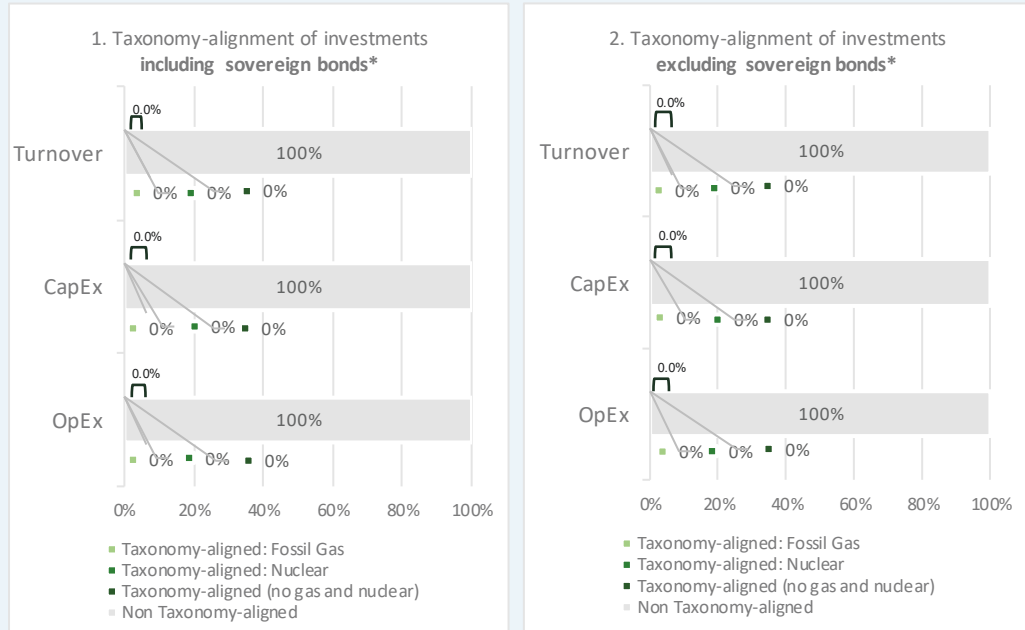 1. Taxonomy-alignment of investments
including sovereign bonds*
0.0%
Turnover
100%
0% 0% 0%
0.0%
CapEx
100%
0% 0% 0%
0.0%
OpEx
100%
0% 0% 0%
0% 20% 40% 60% 80% 100%
Taxonomy-aligned: Fossil Gas
Taxonomy-aligned: Nuclear
Taxonomy-aligned (no gas and nuclear)
Non Taxonomy-aligned
2. Taxonomy-alignment of investments
excluding sovereign bonds*
0.0%
Turnover
100%
0% 0% 0%
0.0%
CapEx
100%
0% 0% 0%
0.0%
OpEx
100%
0% 0% 0%
0% 20% 40% 60% 80% 100%
Taxonomy-aligned: Fossil Gas
Taxonomy-aligned: Nuclear
Taxonomy-aligned (no gas and nuclear)
Non Taxonomy-aligned